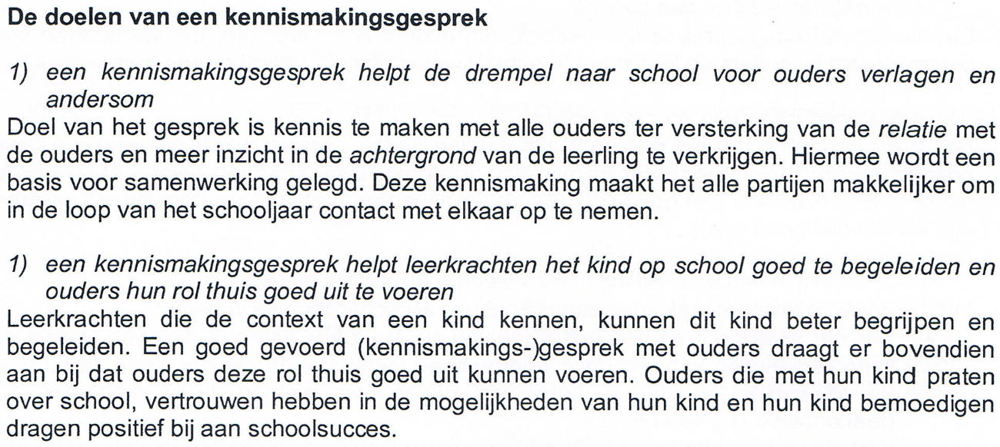 De doelen van een kennismakingsgesprek
1) een kennismakingsgesprek helpt de drempel naar school voor ouders verlagen en
andersom
Doel van het gesprek is kennis te maken met alle ouders ter versterking van de relatie met
de ouders en meer inzicht in de achtergrond van de leerling te verkrijgen. Hiermee wordt een
basis voor samenwerking gelegd. Deze kennismaking maakt het alle partijen makkelijker om
in de loop van het schooljaar contact met elkaar op te nemen.
1) een kennismakingsgesprek helpt leerkrachten het kind op school goed te begeleiden en
ouders hun rol thuis goed uit te voeren
Leerkrachten die de context van een kind kennen, kunnen dit kind beter begrijpen en
begeleiden. Een goed gevoerd (kennismakings-)gesprek met ouders draagt er bovendien
aan bij dat ouders deze rol thuis goed uit kunnen voeren. Ouders die met hun kind praten
over school, vertrouwen hebben in de mogelijkheden van hun kind en hun kind bemoedigen
dragen positief bij aan schoolsucces.